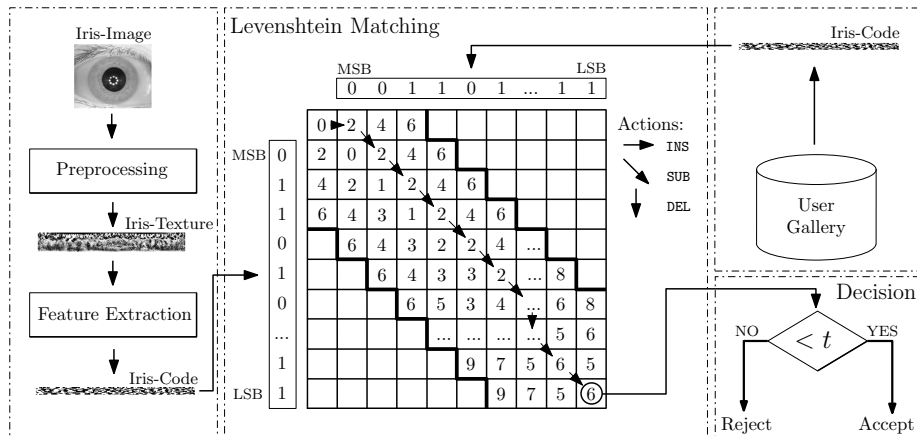 Iris-Image
Preprocessing
Iris-Texture
Feature Extraction
Iris-Code
Levenshtein Matching
MSB LSB
0 0 1 1 0 1 ... 1 1
MSB
0
1
1
0
1
0
...
1
LSB 1
0 2 4 6
2 0 2 4 6
4 2 1 2 4 6
6 4 3 1 2 4 6
6 4 3 2 2 4 ...
6 4 3 3 2 ... 8
6 5 3 4 ... 6 8
... ... ... ... 5 6
9 7 5 6 5
9 7 5 6
Actions:
INS
SUB
DEL
Iris-Code
User
Gallery
Decision
NO YES
< t
Reject Accept